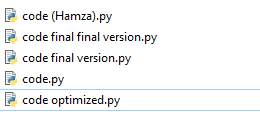 code (Hamza).py
code final final version.py
code final version.py
code.py
code optimized.py